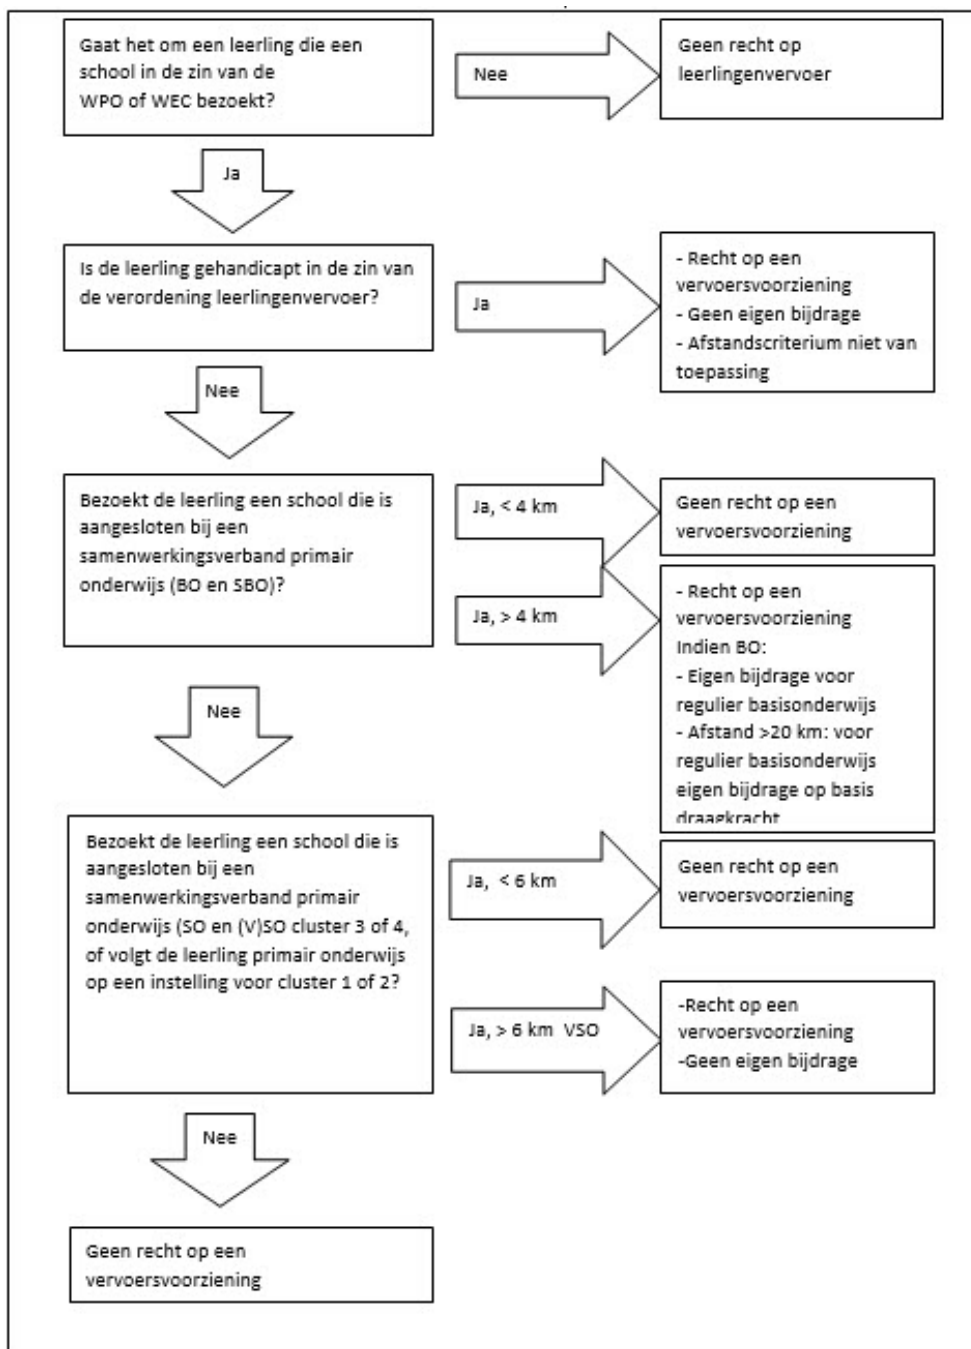 Gaat het om een leerling die een
school in de zin van de
WPO of WEC bezoekt?
Nee
Geen recht op
leerlingenvervoer
Ja
Is de leerling gehandicapt in de zin van
de verordening leerlingenvervoer?
Ja
- Recht op een
vervoersvoorziening
- Geen eigen bijdrage
- Afstandscriterium niet van
toepassing
Nee
Bezoekt de leerling een school die is
aangesloten bij een
samenwerkingsverband primair
onderwijs (BO en SBO)?
Ja, < 4 km
Geen recht op een
vervoersvoorziening
Ja, > 4 km
- Recht op een
vervoersvoorziening
Indien BO:
- Eigen bijdrage voor
regulier basisonderwijs
- Afstand >20 km: voor
regulier basisonderwijs
eigen bijdrage op basis
draagkracht
Nee
Bezoekt de leerling een school die is
aangesloten bij een
samenwerkingsverband primair
onderwijs (SO en (V)SO cluster 3 of 4,
of volgt de leerling primair onderwijs
op een instelling voor cluster 1 of 2?
Ja, < 6 km
Geen recht op een
vervoersvoorziening
Ja, > 6 km VSO
-Recht op een
vervoersvoorziening
-Geen eigen bijdrage
Nee
Geen recht op een
vervoersvoorziening